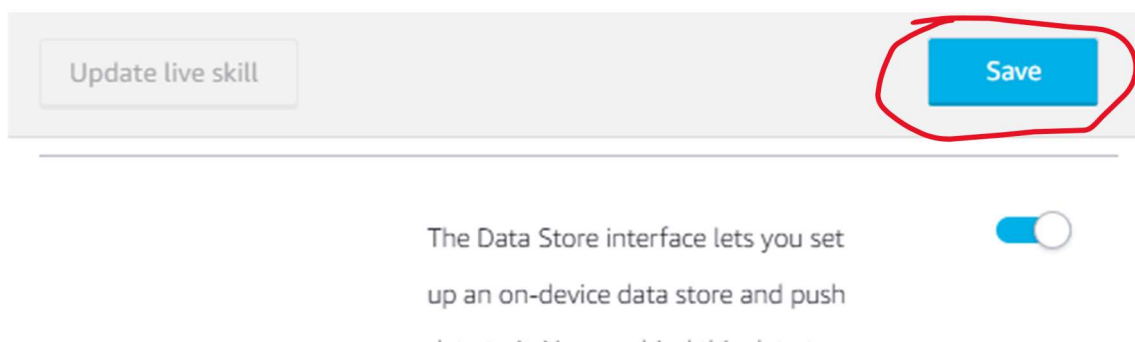 Update live skill
Save
The Data Store interface lets you set
up an on-device data store and push